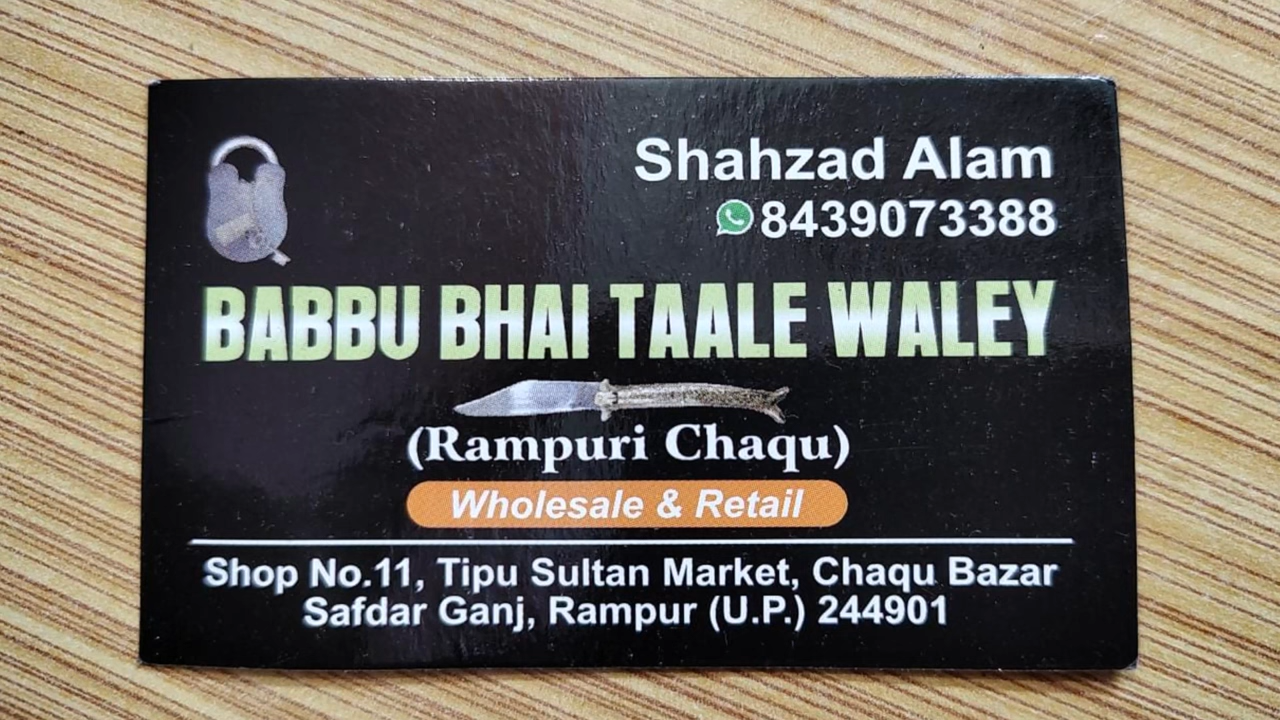 Shahzad Alam
8439073388
BABBU BHAI TAALE WALEY
(Rampuri Chaqu)
Wholesale & Retail
Shop No.11, Tipu Sultan Market, Chaqu Bazar
Safdar Ganj, Rampur (U.P.) 244901